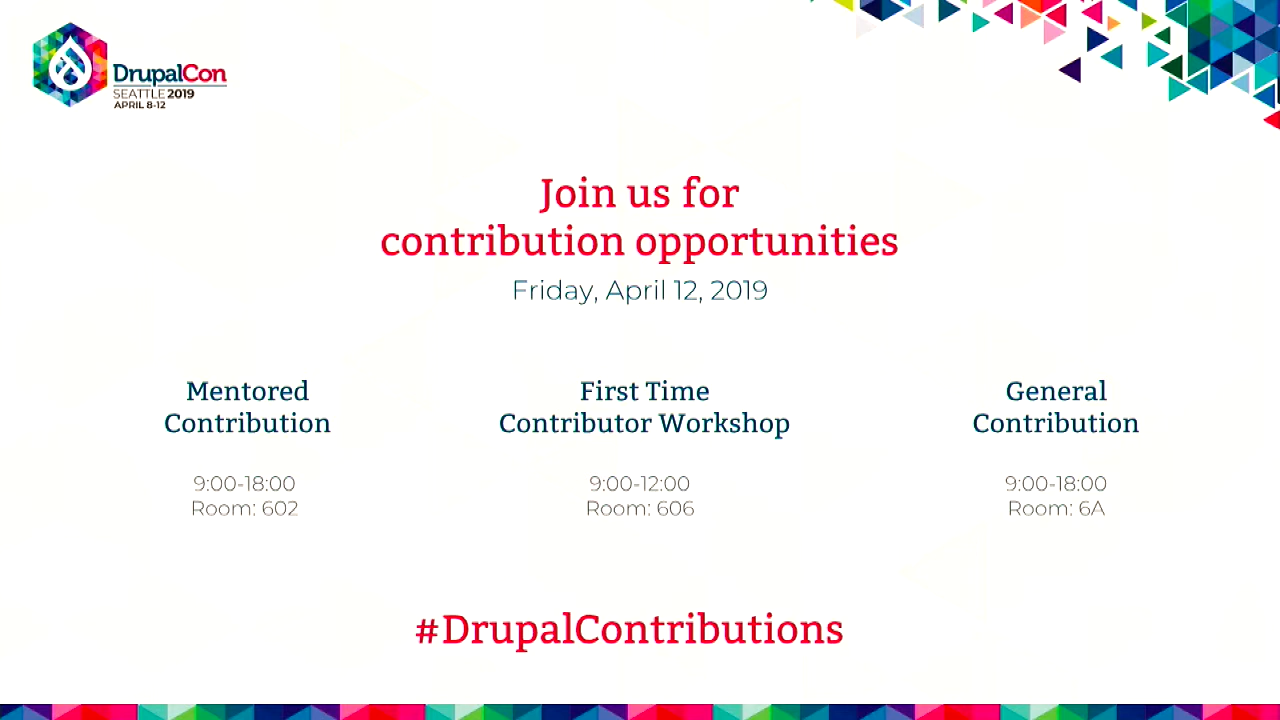 DrupalCon
SEATTLE 2019
APRIL 8-12
Join us for
contribution opportunities
Friday, April 12, 2019
Mentored
Contribution
9:00-18:00
Room: 602
First Time
Contributor Workshop
9:00-12:00
Room: 606
General
Contribution
9:00-18:00
Room: 6A
#DrupalContributions